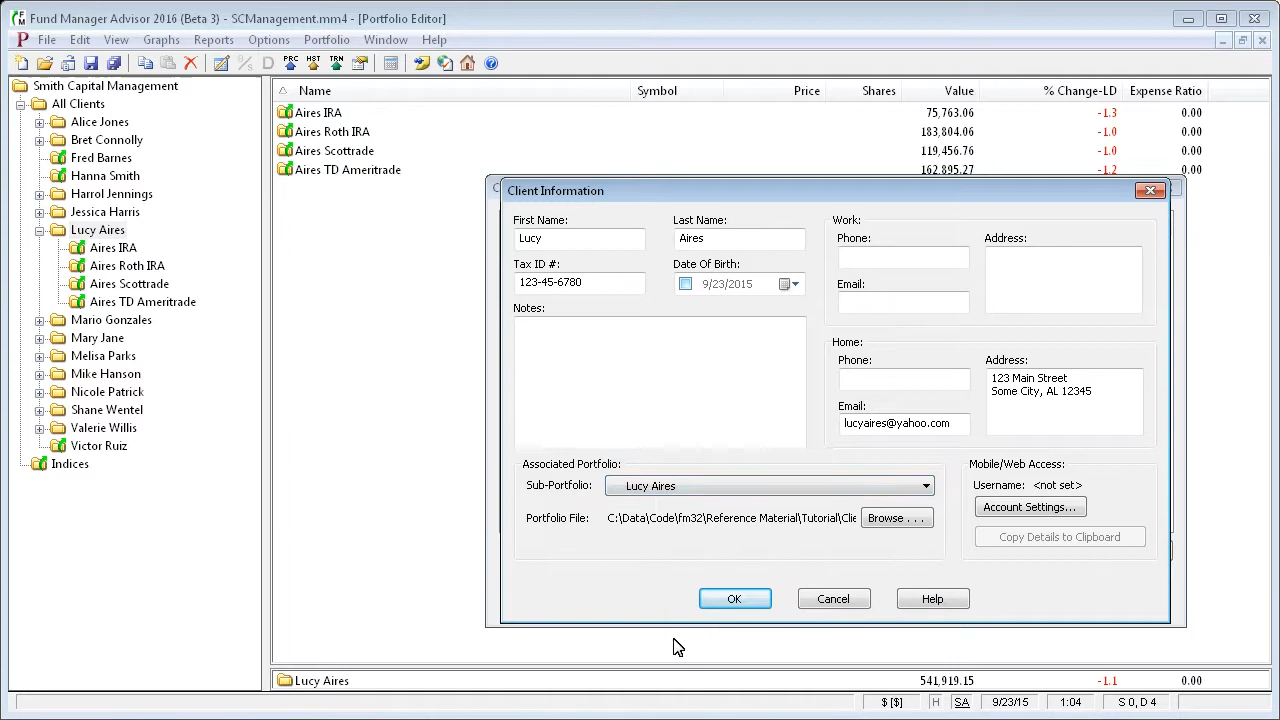 Fund Manager Advisor 2016 (Beta 3) - SCManagement.mm4 - [Portfolio Editor]
File Edit View Graphs Reports Options Portfolio Window Help
PRC HST TRN
Smith Capital Management
All Clients
Alice Jones
Bret Connolly
Fred Barnes
Hanna Smith
Harrol Jennings
Jessica Harris
Lucy Aires
Aires IRA
Aires Roth IRA
Aires Scottrade
Aires TD Ameritrade
Mario Gonzales
Mary Jane
Melisa Parks
Mike Hanson
Nicole Patrick
Shane Wentel
Valerie Willis
Victor Ruiz
Indices
Name Symbol Price Shares Value % Change-LD Expense Ratio
Aires IRA 75,763.06 -1.3 0.00
Aires Roth IRA 183,804.06 -1.0 0.00
Aires Scottrade 119,456.76 -1.0 0.00
Aires TD Ameritrade 162,895.27 -1.2 0.00
Client Information
First Name: Last Name:
Lucy Aires
Tax ID #: Date Of Birth:
123-45-6780 9/23/2015
Notes:
Work:
Phone: Address:
Email:
Home:
Phone: Address:
123 Main Street
Some City, AL 12345
Email:
lucyaires@yahoo.com
Associated Portfolio:
Sub-Portfolio: Lucy Aires
Portfolio File: C:\Data\Code\fm32\Reference Material\Tutorial\Clie Browse . . .
Mobile/Web Access:
Username: <not set>
Account Settings...
Copy Details to Clipboard
OK Cancel Help
Lucy Aires 541,919.15 -1.1 0.00
$ [$] H SA 9/23/15 1:04 S 0, D 4